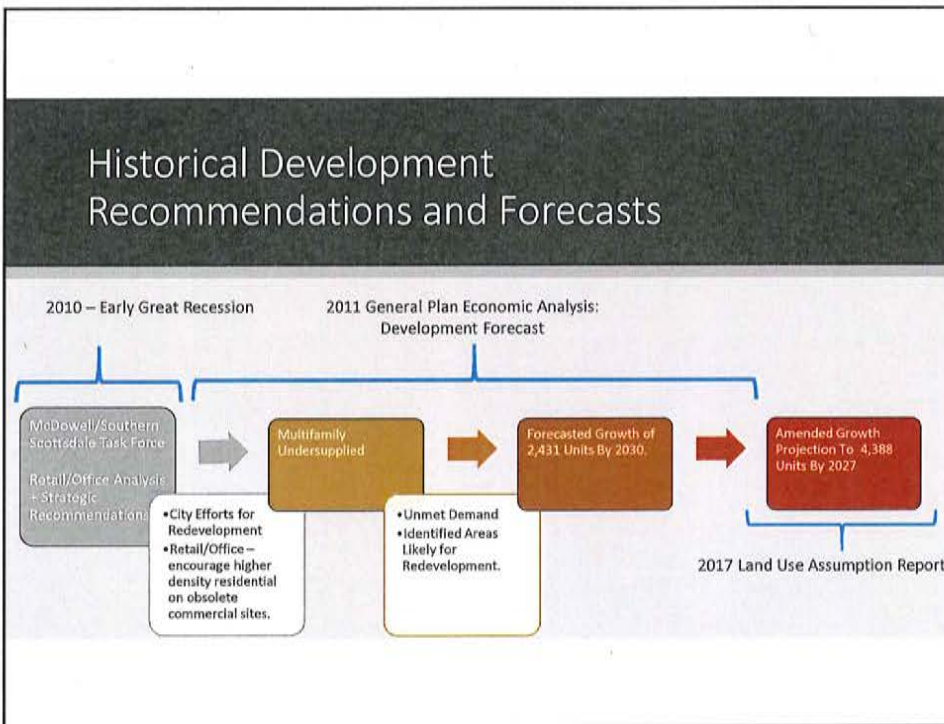 Historical Development
Recommendations and Forecasts
2010 – Early Great Recession
2011 General Plan Economic Analysis:
Development Forecast
McDowell/Southern
Scottsdale Task Force
Retail/Office Analysis
+ Strategic
Recommendations
•City Efforts for
Redevelopment
•Retail/Office –
encourage higher
density residential
on obsolete
commercial sites.
Multifamily
Undersupplied
•Unmet Demand
•Identified Areas
Likely for
Redevelopment.
Forecasted Growth of
2,431 Units By 2030.
Amended Growth
Projection To 4,388
Units By 2027
2017 Land Use Assumption Report